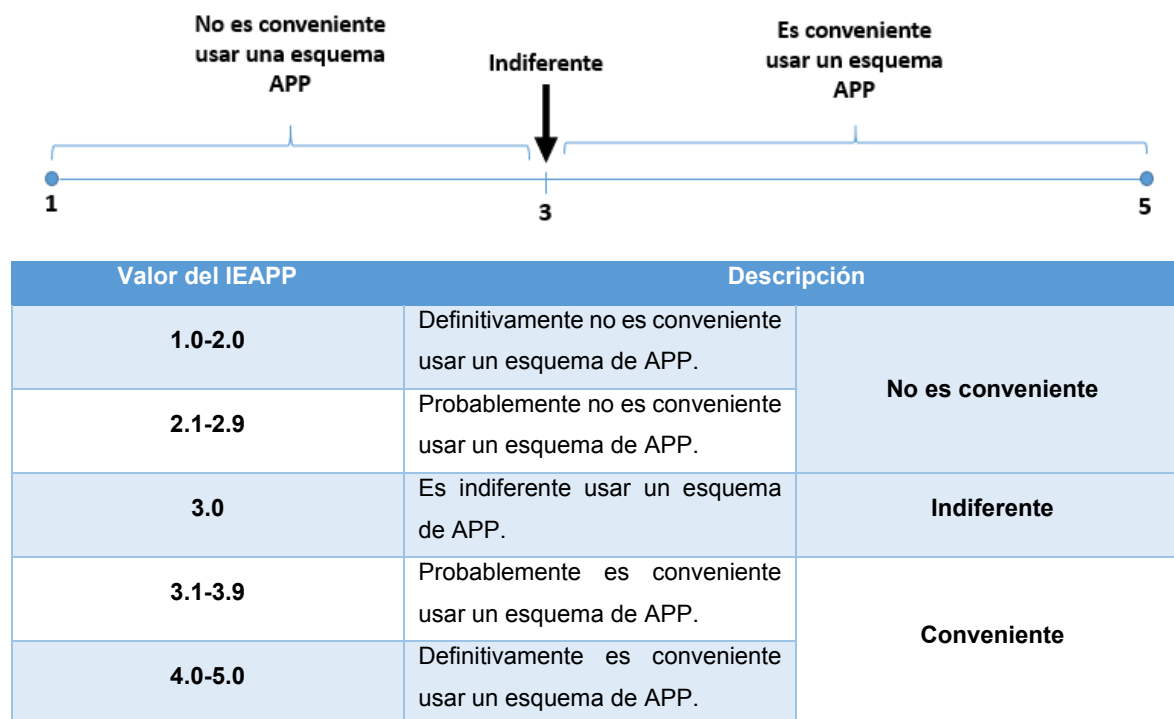 No es conveniente
usar una esquema
APP
Indiferente
Es conveniente
usar un esquema
APP
1
3
5
Valor del IEAPP
Descripción
1.0-2.0
Definitivamente no es conveniente
usar un esquema de APP.
No es conveniente
2.1-2.9
Probablemente no es conveniente
usar un esquema de APP.
3.0
Es indiferente usar un esquema
de APP.
Indiferente
3.1-3.9
Probablemente es conveniente
usar un esquema de APP.
Conveniente
4.0-5.0
Definitivamente es conveniente
usar un esquema de APP.